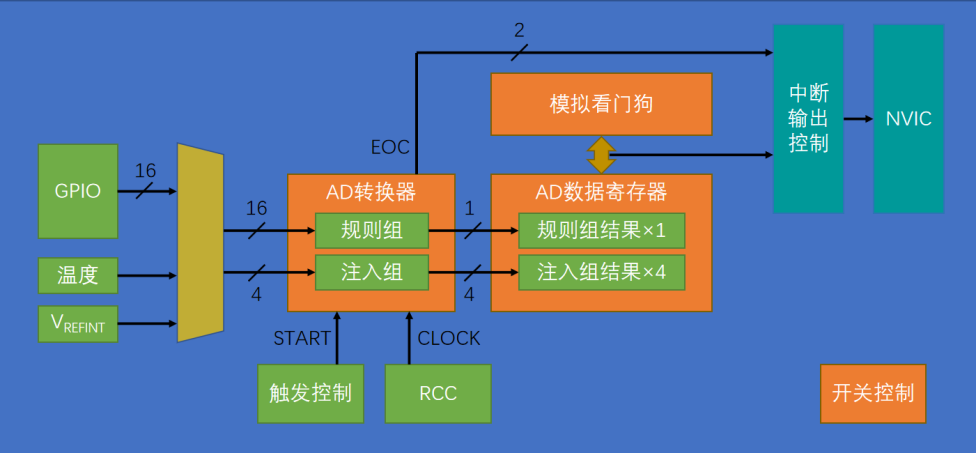 2
模拟看门狗
中断
输出
控制
NVIC
EOC
GPIO
16
AD转换器
AD数据寄存器
16
规则组
1
规则组结果×1
温度
4
注入组
4
注入组结果×4
VREFINT
START
CLOCK
触发控制
RCC
开关控制